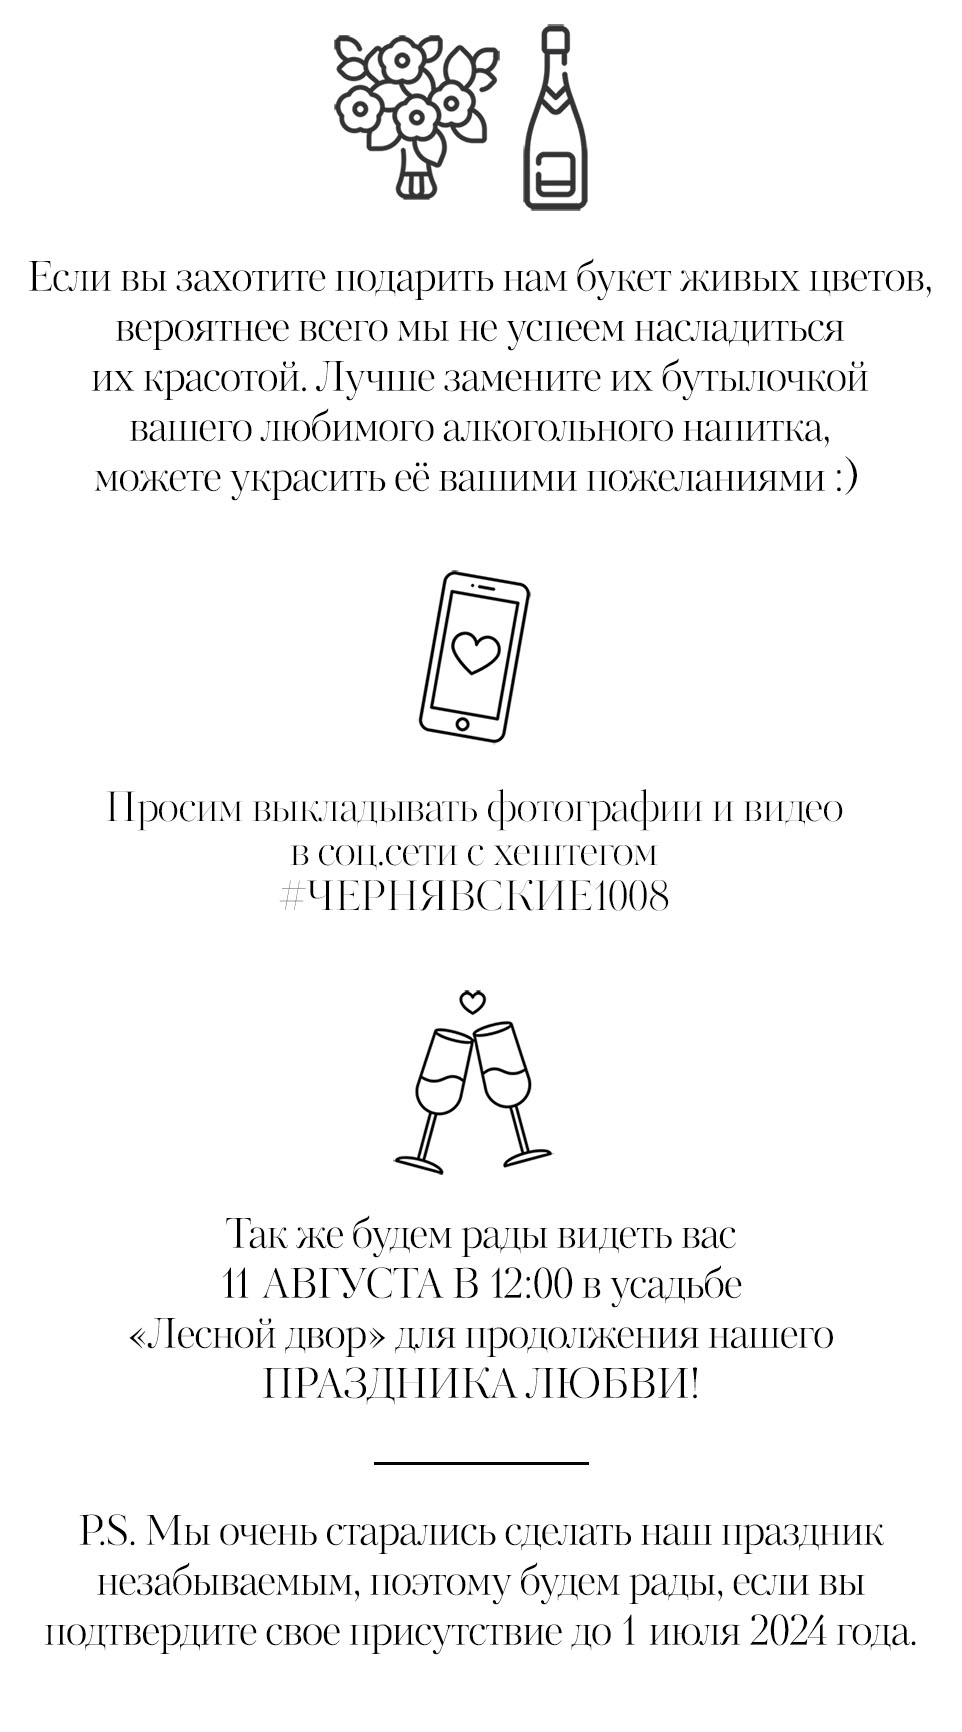 Если вы захотите подарить нам букет живых цветов,
вероятнее всего мы не успеем насладиться
их красотой. Лучше замените их бутылочкой
вашего любимого алкогольного напитка,
можете украсить её вашими пожеланиями :)
Просим выкладывать фотографии и видео
в соц.сети с хештегом
#ЧЕРНЯВСКИЕ1008
Так же будем рады видеть вас
11 АВГУСТА В 12:00 в усадьбе
«Лесной двор» для продолжения нашего
ПРАЗДНИКА ЛЮБВИ!
P.S. Мы очень старались сделать наш праздник
незабываемым, поэтому будем рады, если вы
подтвердите свое присутствие до 1 июля 2024 года.